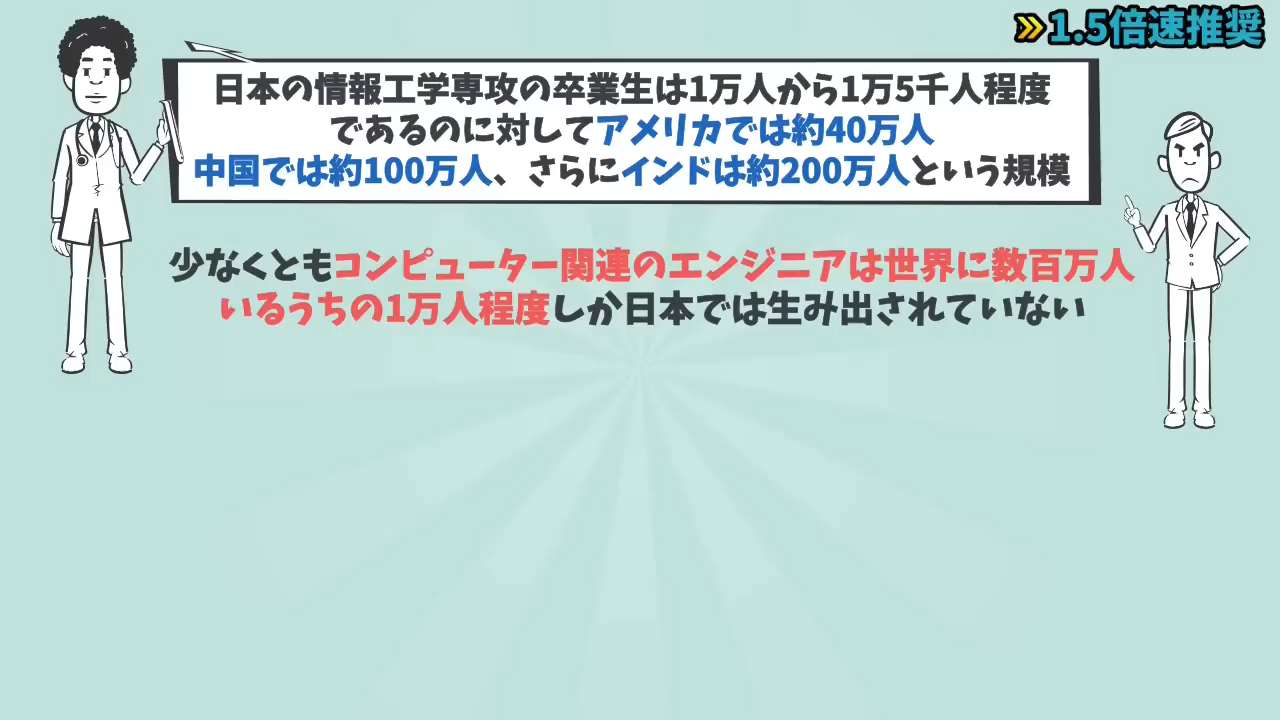 1.5倍速推奨
日本の情報工学専攻の卒業生は1万人から1万5千人程度
であるのに対してアメリカでは約40万人
中国では約100万人、さらにインドは約200万人という規模
少なくともコンピューター関連のエンジニアは世界に数百万人
いるうちの1万人程度しか日本では生み出されていない